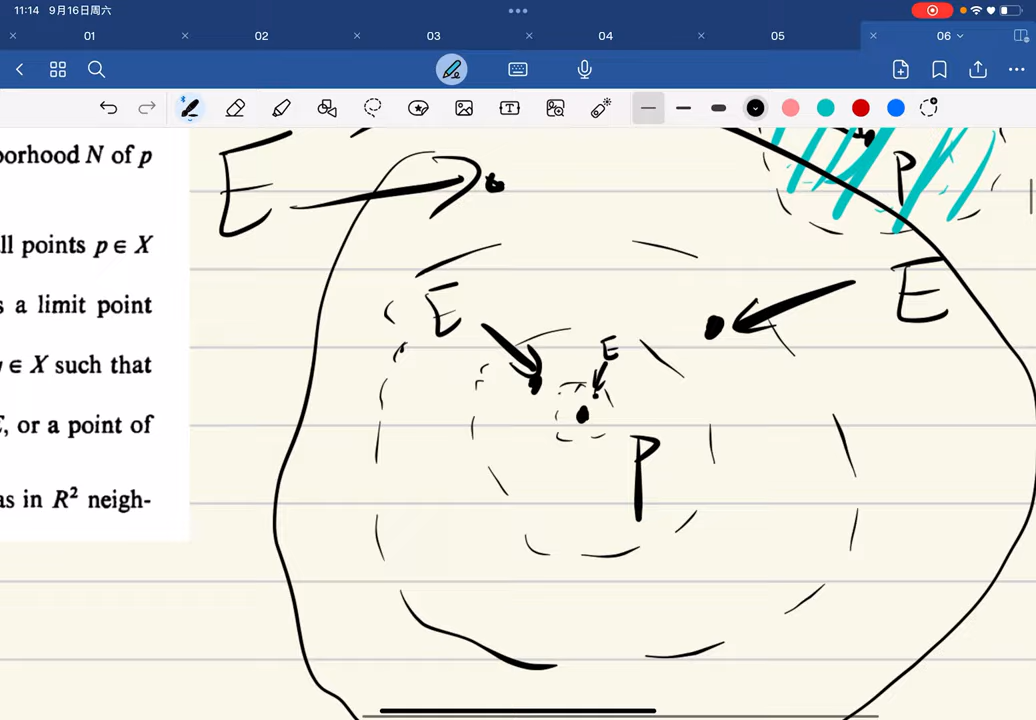 11:14 9月16日周六
01 02 03 04 05 06
orhood N of p
ll points p ∈ X
s a limit point
∈ X such that
, or a point of
as in R² neigh-
E
P
E
E
E
P